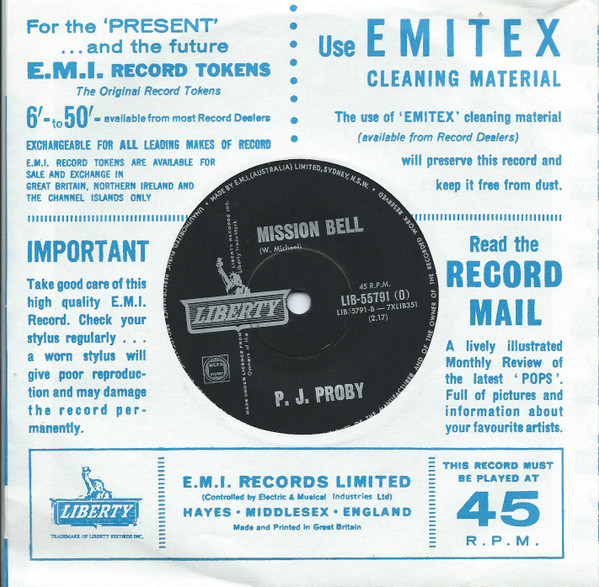 For the 'PRESENT'
...and the future
E.M.I. RECORD TOKENS
The Original Record Tokens
6'- to 50'- available from most Record Dealers
EXCHANGEABLE FOR ALL LEADING MAKES OF RECORD
E.M.I. RECORD TOKENS ARE AVAILABLE FOR
SALE AND EXCHANGE IN
GREAT BRITAIN, NORTHERN IRELAND AND
THE CHANNEL ISLANDS ONLY
Use EMITEX
CLEANING MATERIAL
The use of 'EMITEX' cleaning material
(available from Record Dealers)
will preserve this record and
keep it free from dust.
IMPORTANT
Take good care of this
high quality E.M.I.
Record. Check your
stylus regularly . . .
a worn stylus will
give poor reproduc-
tion and may damage
the record per-
manently.
MADE BY E.M.I. (AUSTRALIA) LIMITED, SYDNEY, N.S.W.
MISSION BELL
(W. Michael)
45 R.P.M.
LIB-55791 (O)
LIB 55791-B — 7XLIB351
(2.17)
LIBERTY
P. J. PROBY
Read the
RECORD
MAIL
A lively illustrated
Monthly Review of
the latest 'POPS'.
Full of pictures and
information about
your favourite artists.
LIBERTY
TRADEMARK OF LIBERTY RECORDS INC.
E.M.I. RECORDS LIMITED
(Controlled by Electric & Musical Industries Ltd)
HAYES • MIDDLESEX • ENGLAND
Made and Printed in Great Britain
THIS RECORD MUST
BE PLAYED AT
45
R.P.M.